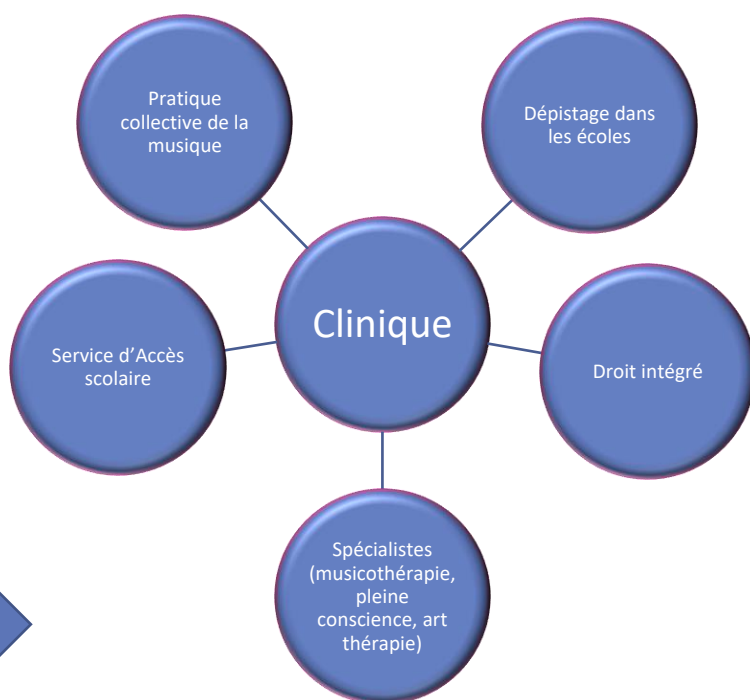 Pratique
collective de la
musique
Dépistage dans
les écoles
Clinique
Service d’Accès
scolaire
Droit intégré
Spécialistes
(musicothérapie,
pleine
conscience, art
thérapie)